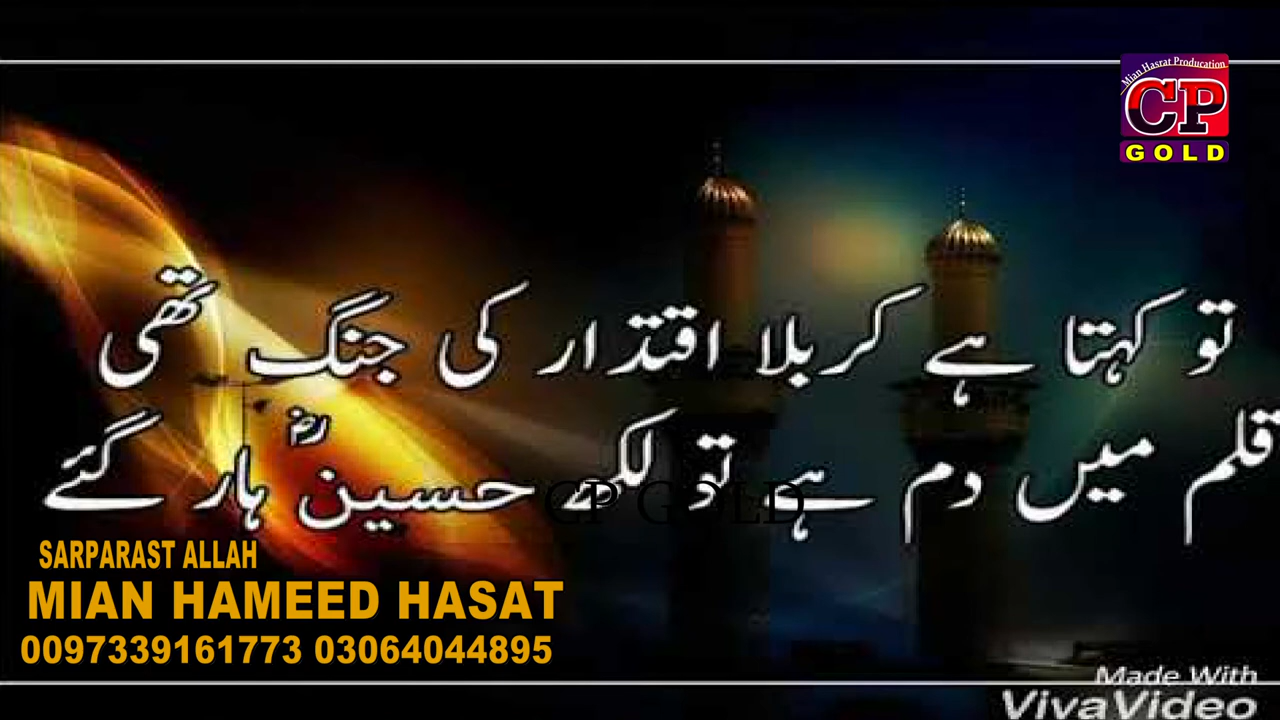 Mian Hasrat Producation
CP
GOLD
تو کہتا ہے کربلا اقتدار کی جنگ تھی
قلم میں دم ہے تو لکھ حسینؓ ہار گئے
CP GOLD
SARPARAST ALLAH
MIAN HAMEED HASAT
0097339161773 03064044895
Made With
VivaVideo